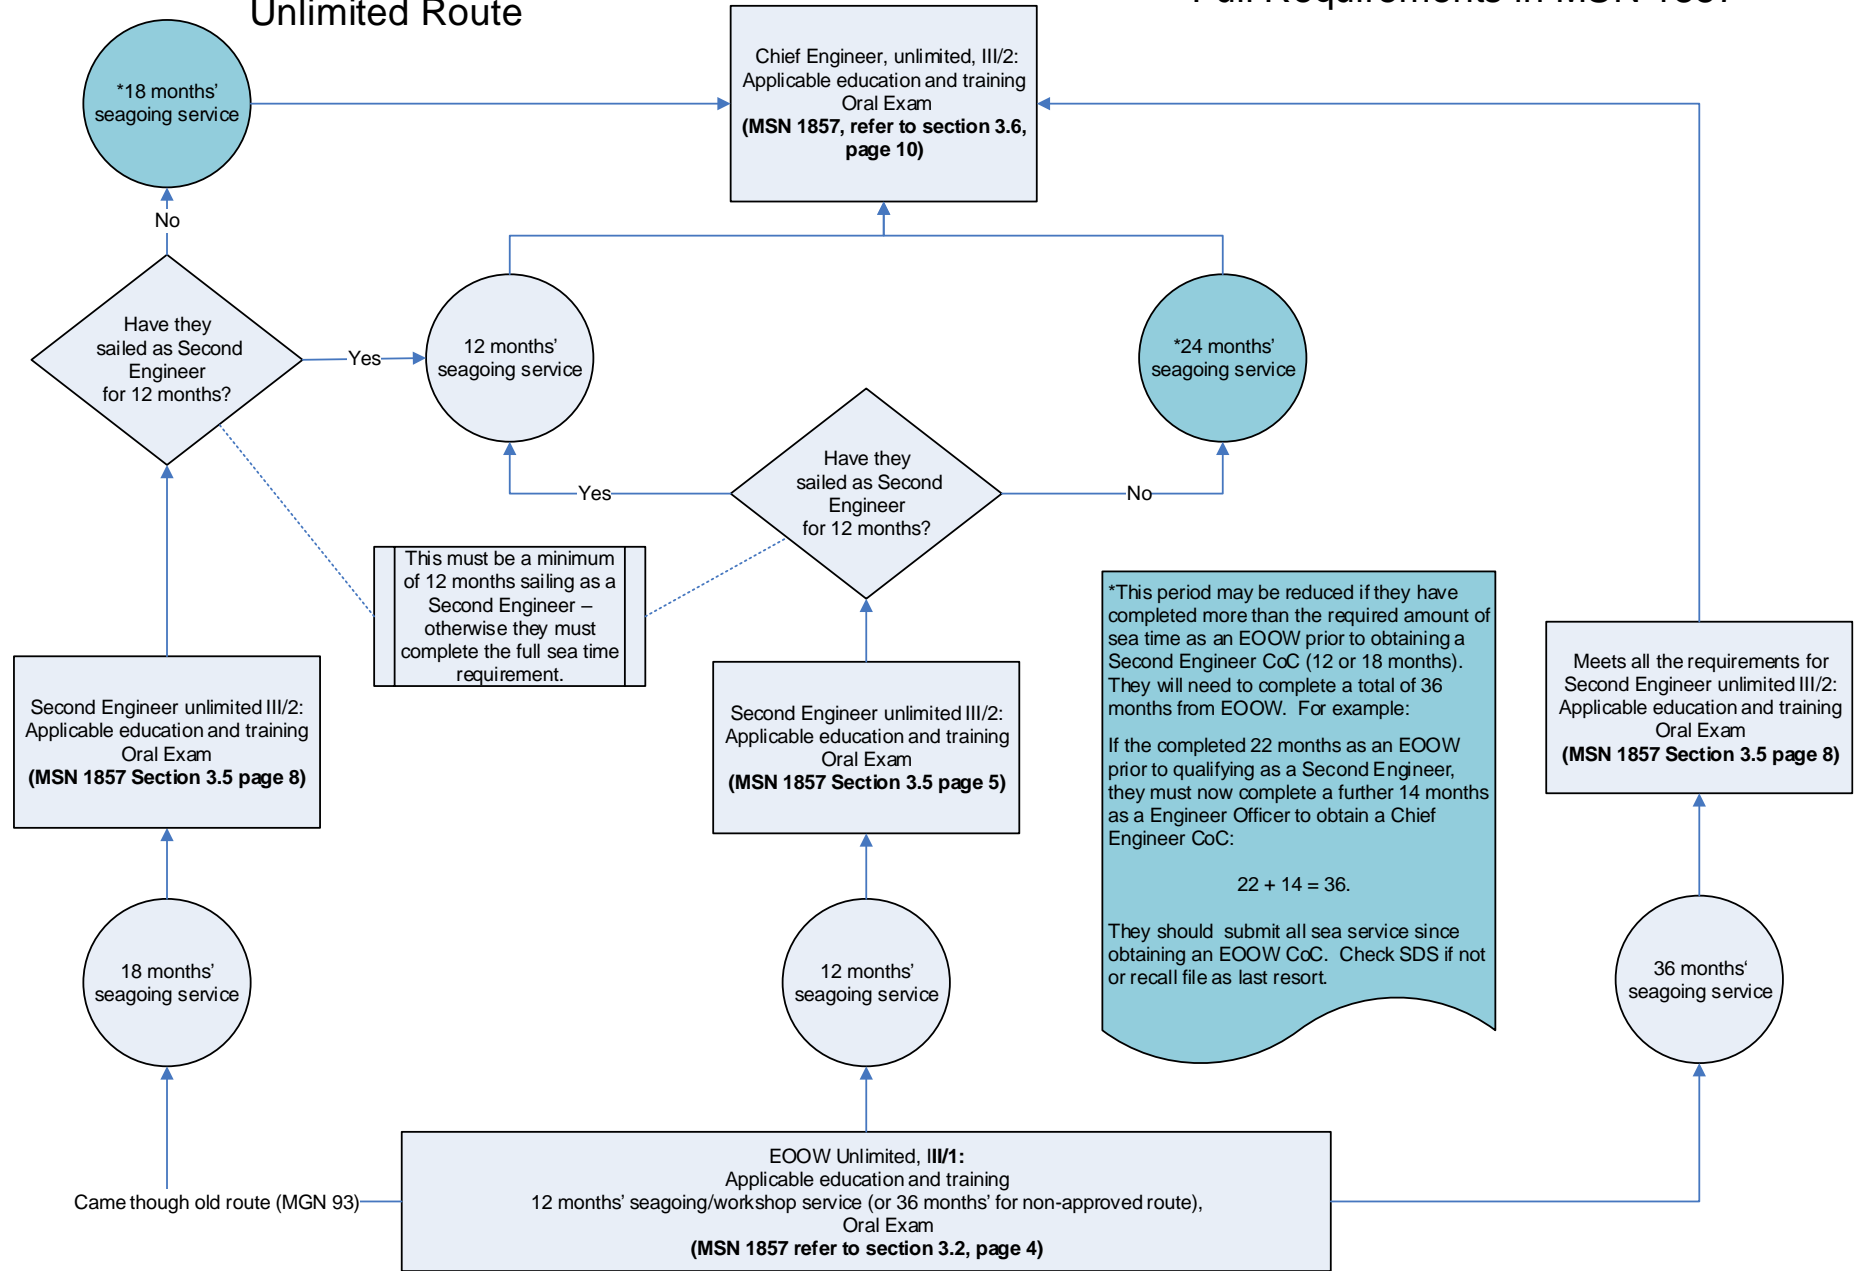 Unlimited Route
Full Requirements in MSN 1857
*18 months'
seagoing service
Chief Engineer, unlimited, III/2:
Applicable education and training
Oral Exam
(MSN 1857, refer to section 3.6,
page 10)
No
Have they
sailed as Second
Engineer
for 12 months?
Yes
12 months'
seagoing service
*24 months'
seagoing service
Have they
sailed as Second
Engineer
for 12 months?
Yes
No
This must be a minimum
of 12 months sailing as a
Second Engineer –
otherwise they must
complete the full sea time
requirement.
*This period may be reduced if they have
completed more than the required amount of
sea time as an EOOW prior to obtaining a
Second Engineer CoC (12 or 18 months).
They will need to complete a total of 36
months from EOOW.  For example:
If the completed 22 months as an EOOW
prior to qualifying as a Second Engineer,
they must now complete a further 14 months
as a Engineer Officer to obtain a Chief
Engineer CoC:
22 + 14 = 36.
They should  submit all sea service since
obtaining an EOOW CoC.  Check SDS if not
or recall file as last resort.
Second Engineer unlimited III/2:
Applicable education and training
Oral Exam
(MSN 1857 Section 3.5 page 8)
Second Engineer unlimited III/2:
Applicable education and training
Oral Exam
(MSN 1857 Section 3.5 page 5)
Meets all the requirements for
Second Engineer unlimited III/2:
Applicable education and training
Oral Exam
(MSN 1857 Section 3.5 page 8)
18 months'
seagoing service
12 months'
seagoing service
36 months‘
seagoing service
Came though old route (MGN 93)
EOOW Unlimited, III/1:
Applicable education and training
12 months' seagoing/workshop service (or 36 months' for non-approved route),
Oral Exam
(MSN 1857 refer to section 3.2, page 4)